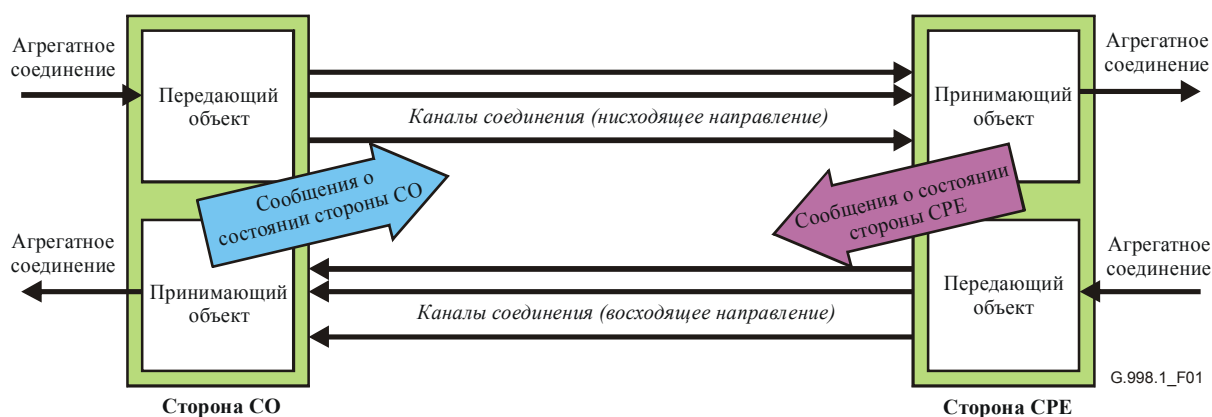 Агрегатное
соединение
Передающий
объект
Каналы соединения (нисходящее направление)
Принимающий
объект
Агрегатное
соединение
Сообщения о
состоянии стороны CO
Сообщения о состоянии
стороны CPE
Агрегатное
соединение
Принимающий
объект
Каналы соединения (восходящее направление)
Передающий
объект
Агрегатное
соединение
G.998.1_F01
Сторона CO
Сторона CPE